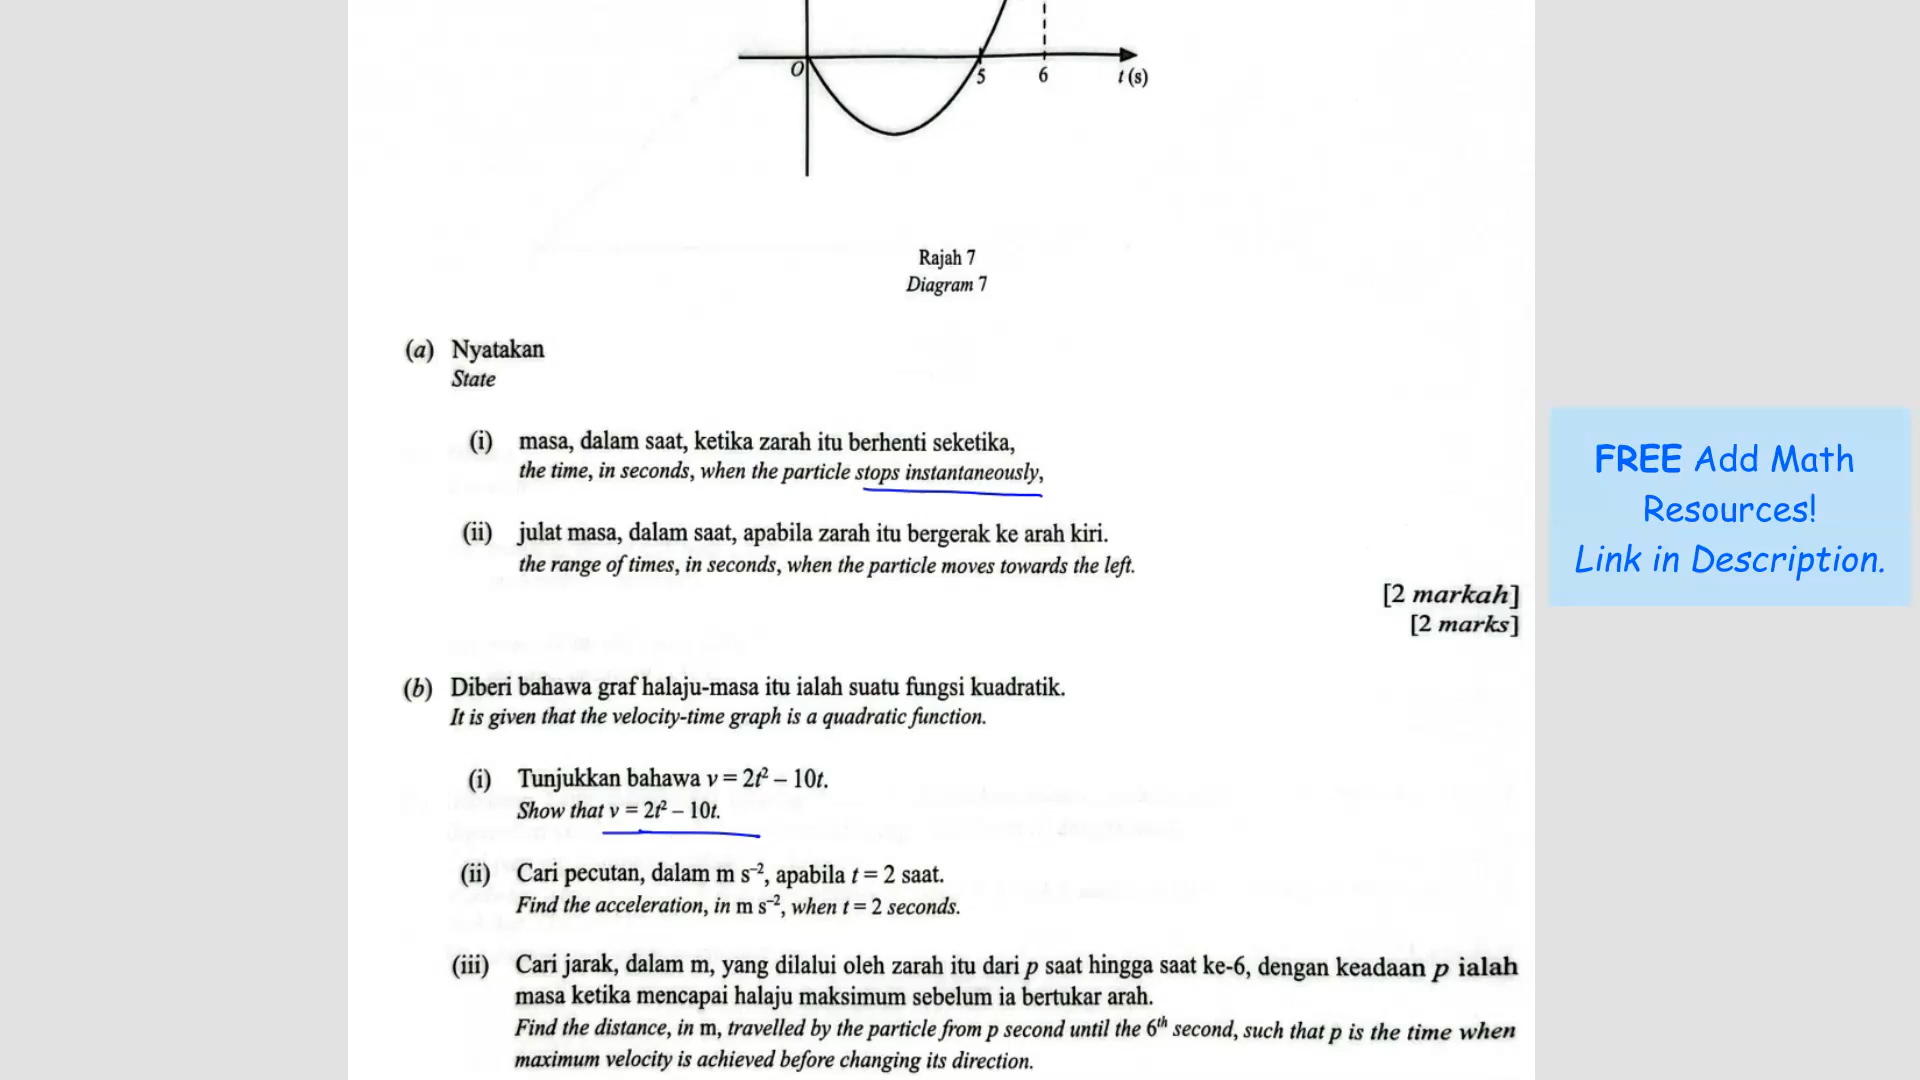 O
5
6
t (s)
Rajah 7
Diagram 7
(a) Nyatakan
State
(i) masa, dalam saat, ketika zarah itu berhenti seketika,
the time, in seconds, when the particle stops instantaneously,
(ii) julat masa, dalam saat, apabila zarah itu bergerak ke arah kiri.
the range of times, in seconds, when the particle moves towards the left.
[2 markah]
[2 marks]
(b) Diberi bahawa graf halaju-masa itu ialah suatu fungsi kuadratik.
It is given that the velocity-time graph is a quadratic function.
(i) Tunjukkan bahawa v = 2t² – 10t.
Show that v = 2t² – 10t.
(ii) Cari pecutan, dalam m s⁻², apabila t = 2 saat.
Find the acceleration, in m s⁻², when t = 2 seconds.
(iii) Cari jarak, dalam m, yang dilalui oleh zarah itu dari p saat hingga saat ke-6, dengan keadaan p ialah
masa ketika mencapai halaju maksimum sebelum ia bertukar arah.
Find the distance, in m, travelled by the particle from p second until the 6th second, such that p is the time when
maximum velocity is achieved before changing its direction.
FREE Add Math
Resources!
Link in Description.